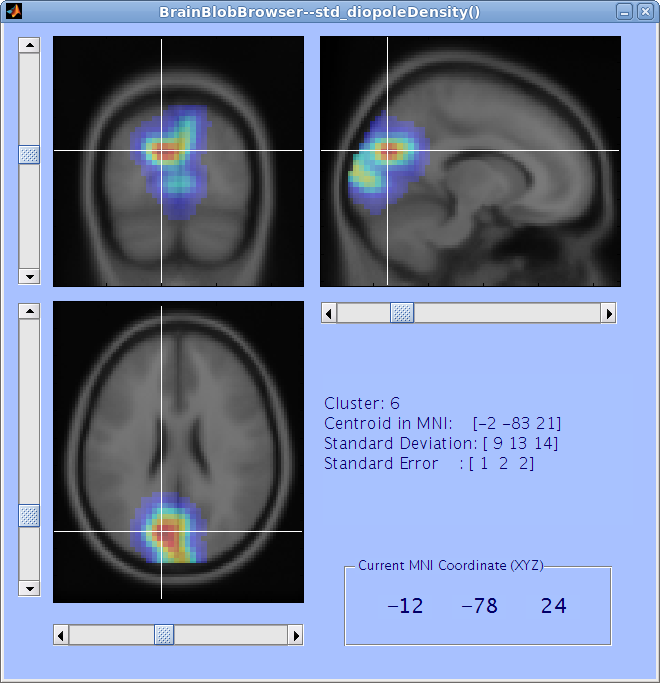 BrainBlobBrowser--std_diopoleDensity()
Cluster: 6
Centroid in MNI: [-2 -83 21]
Standard Deviation: [ 9 13 14]
Standard Error : [ 1 2 2]
Current MNI Coordinate (XYZ)
-12 -78 24